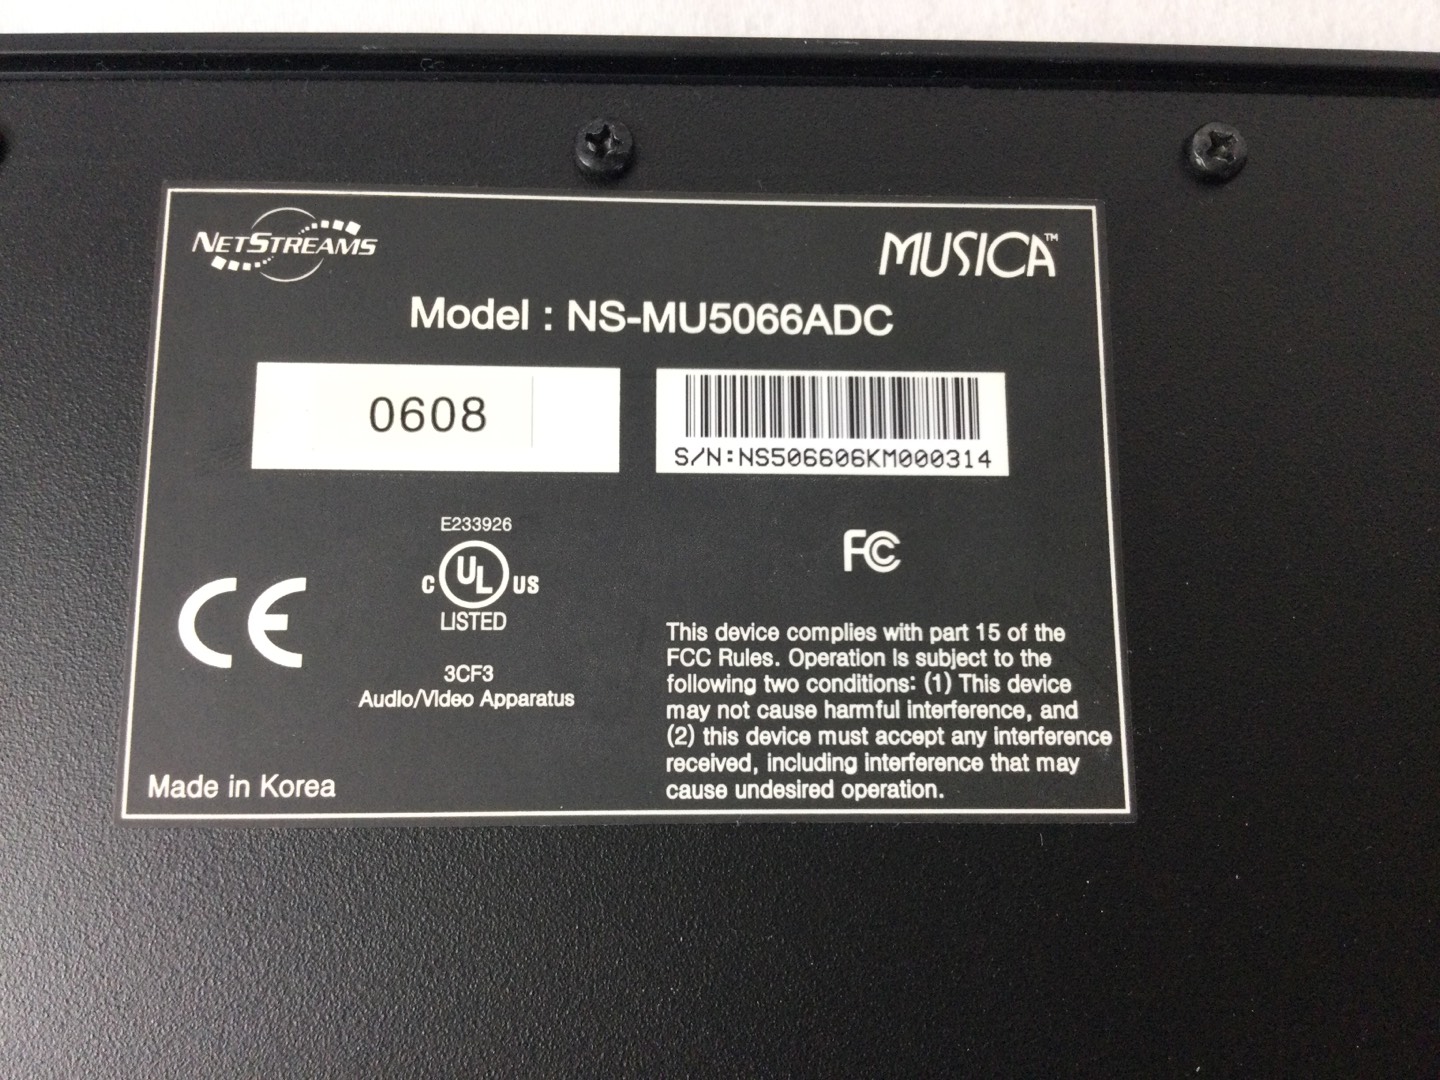 NETSTREAMS
MUSICA™
Model : NS-MU5066ADC
0608
S/N:NS506606KM000314
E233926
C UL US
LISTED
FC
CE
3CF3
Audio/Video Apparatus
This device complies with part 15 of the
FCC Rules. Operation is subject to the
following two conditions: (1) This device
may not cause harmful interference, and
(2) this device must accept any interference
received, including interference that may
cause undesired operation.
Made in Korea